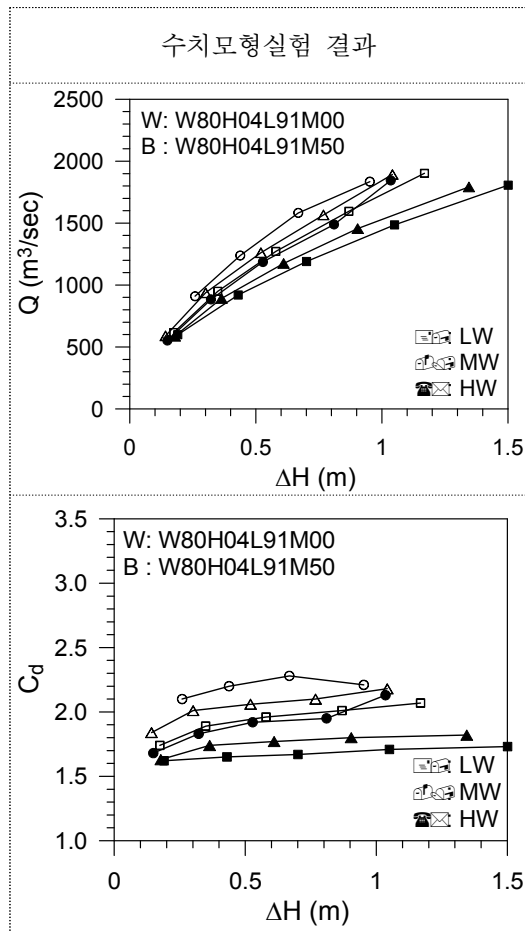 수치모형실험 결과
2500
2000
1500
1000
500
0
Q (m³/sec)
W: W80H04L91M00
B : W80H04L91M50
LW
MW
HW
0 0.5 1 1.5
ΔH (m)
3.5
3.0
2.5
2.0
1.5
1.0
C_d
W: W80H04L91M00
B : W80H04L91M50
LW
MW
HW
0 0.5 1 1.5
ΔH (m)